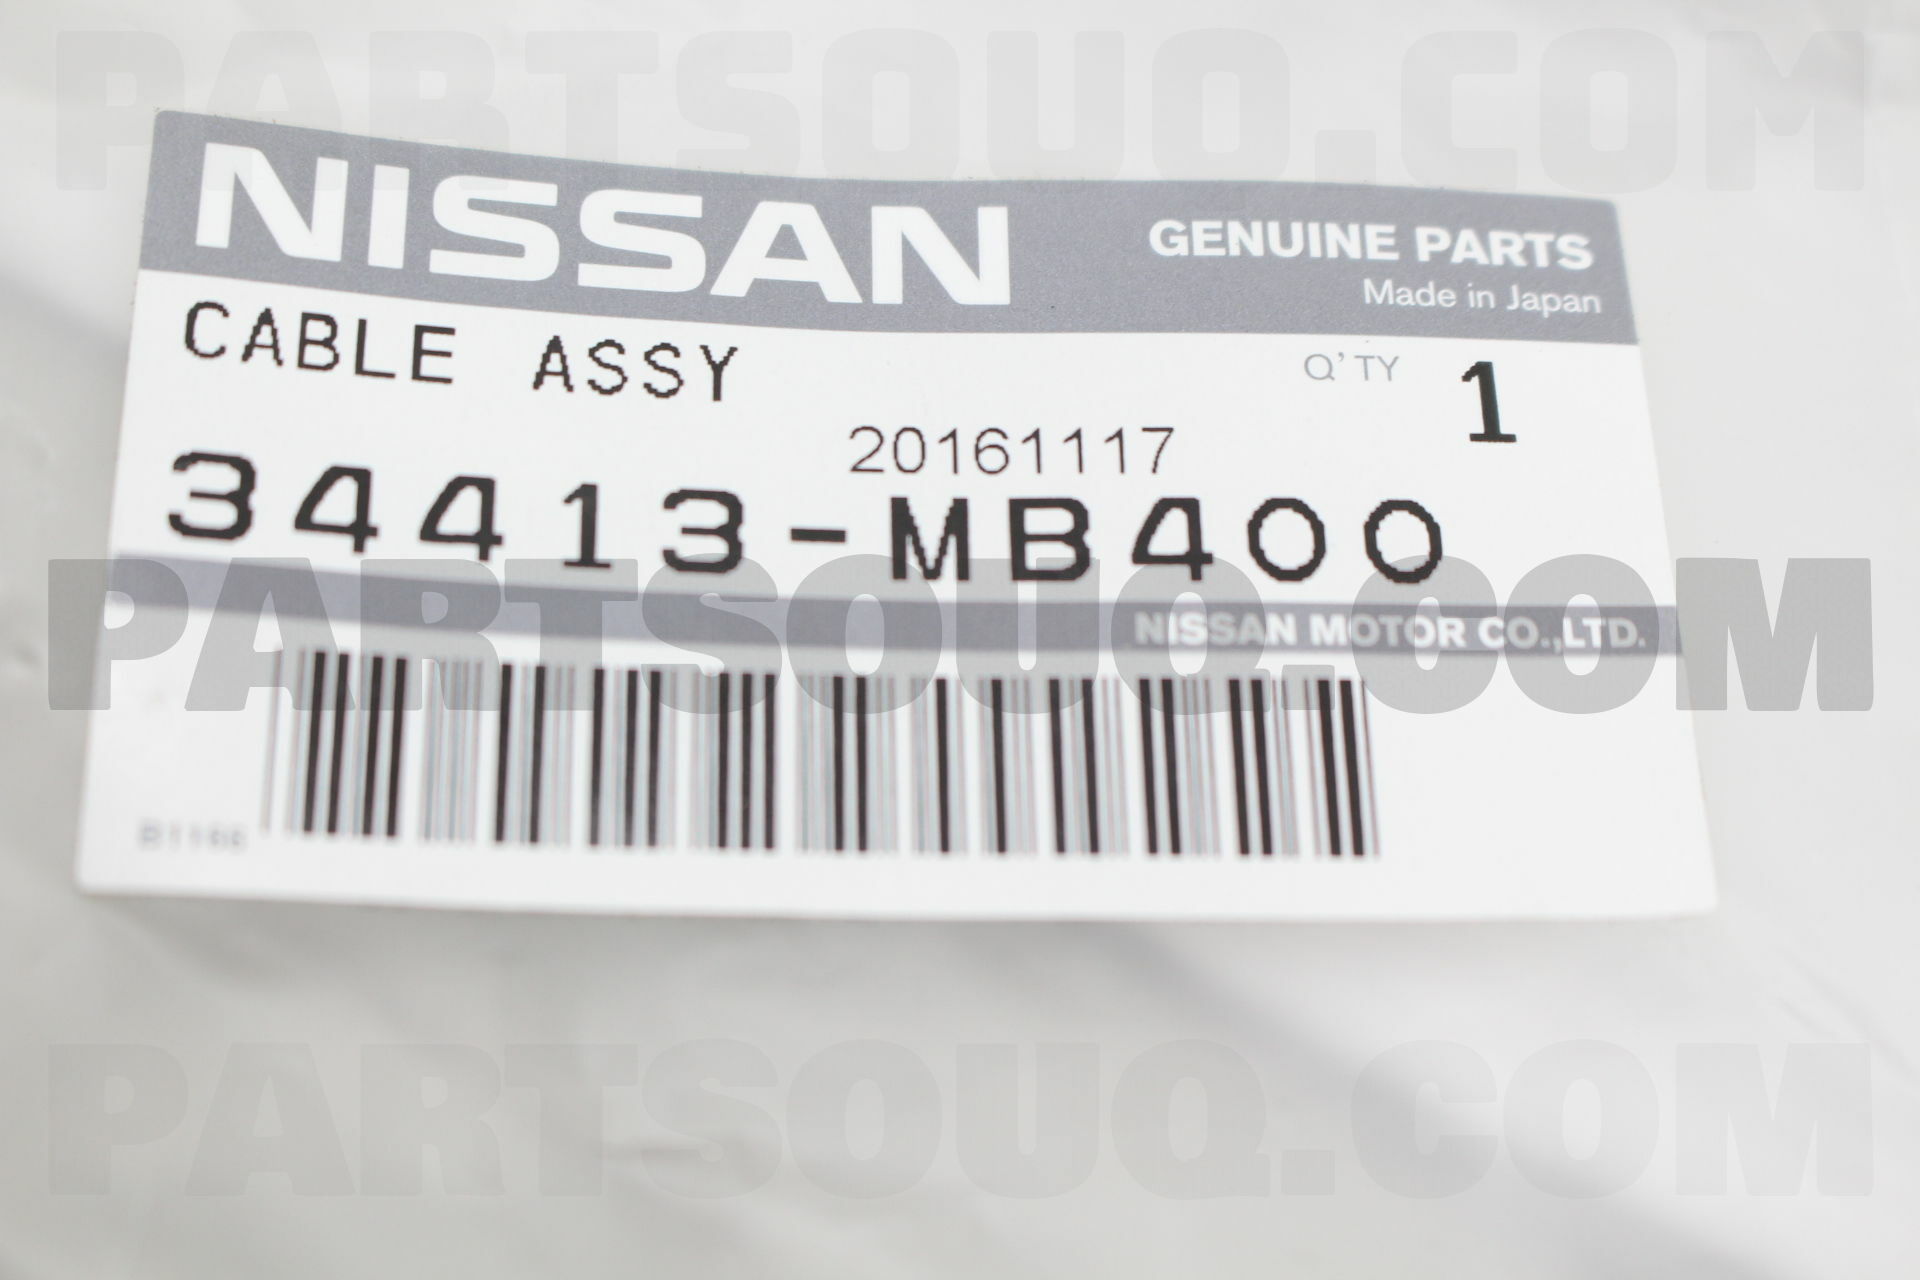 PARTSOUQ.COM
NISSAN
GENUINE PARTS
Made in Japan
CABLE ASSY
Q'TY 1
20161117
34413-MB400
PARTSOUQ.COM
NISSAN MOTOR CO.,LTD.
PARTSOUQ.COM